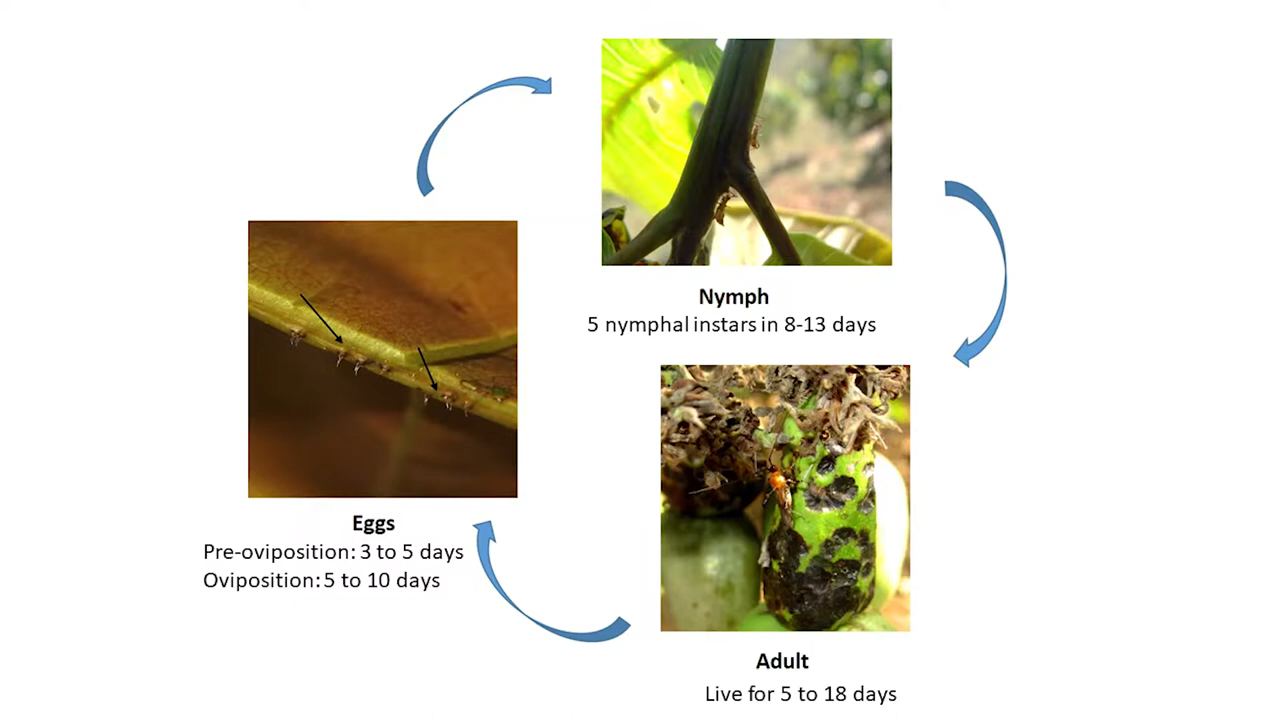 Nymph
5 nymphal instars in 8-13 days
Eggs
Pre-oviposition: 3 to 5 days
Oviposition: 5 to 10 days
Adult
Live for 5 to 18 days